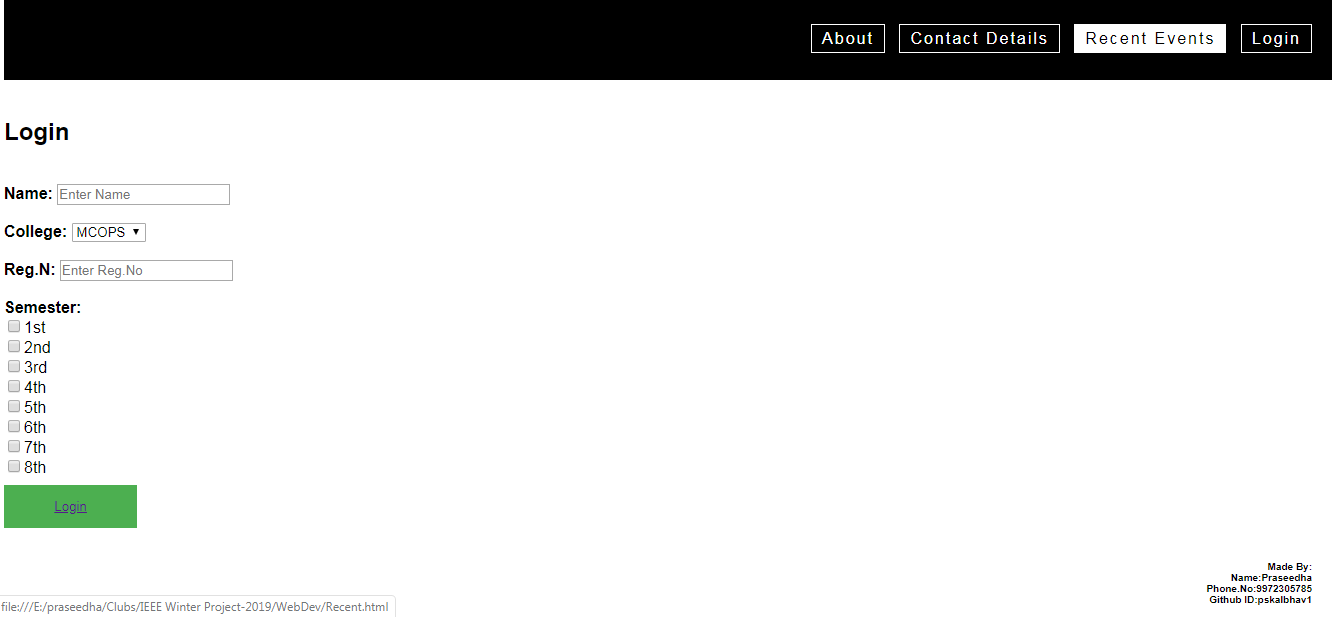 About Contact Details Recent Events Login
Login
Name: Enter Name
College: MCOPS
Reg.N: Enter Reg.No
Semester:
1st
2nd
3rd
4th
5th
6th
7th
8th
Login
Made By:
Name:Praseedha
Phone.No:9972305785
Github ID:pskalbhav1
file:///E:/praseedha/Clubs/IEEE Winter Project-2019/WebDev/Recent.html